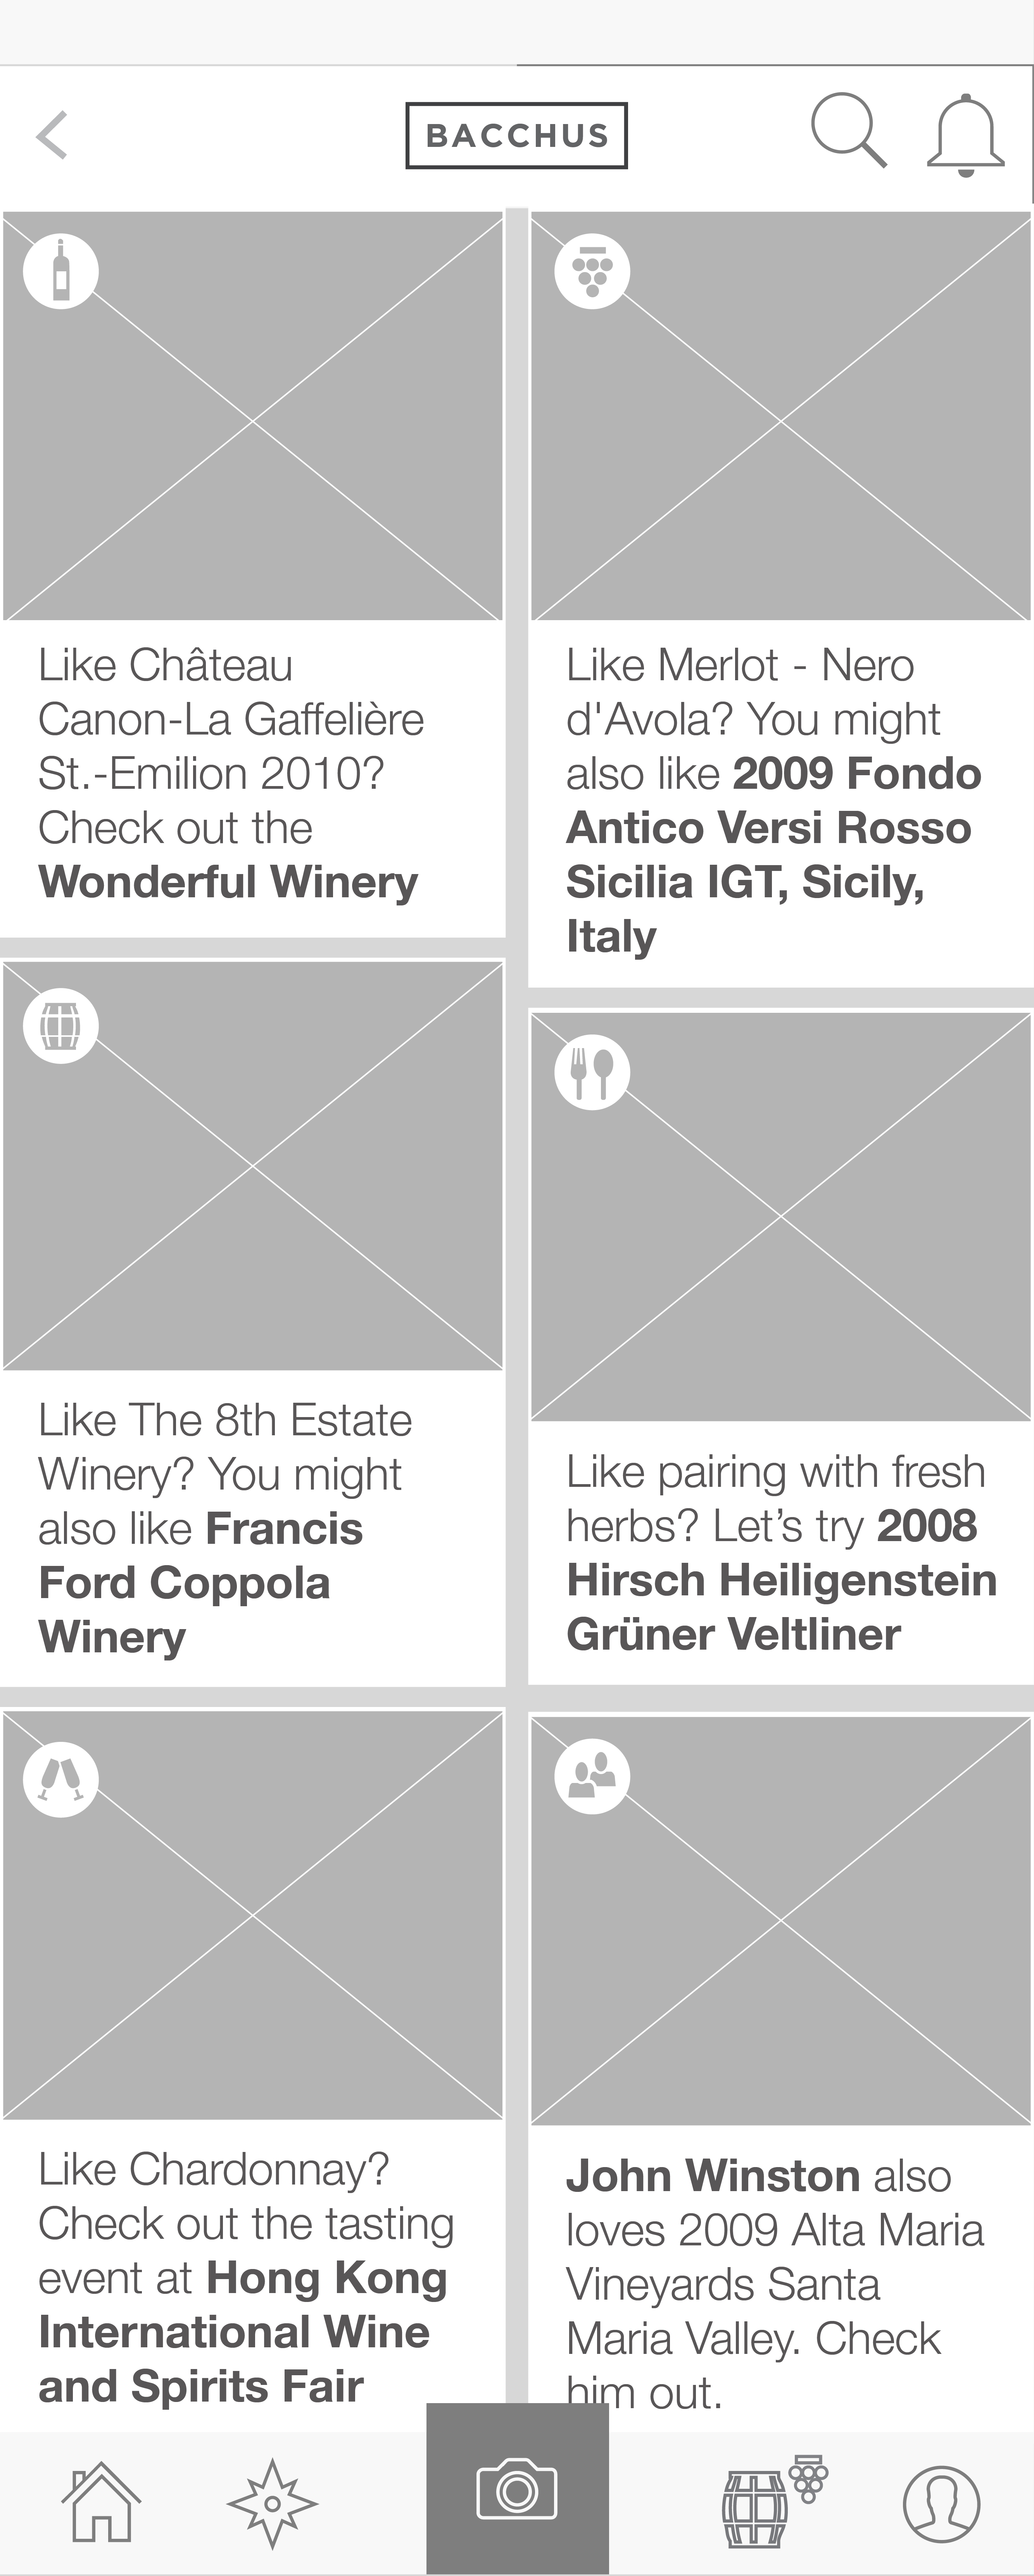 BACCHUS
Like Château
Canon-La Gaffelière
St.-Emilion 2010?
Check out the
Wonderful Winery
Like Merlot - Nero
d'Avola? You might
also like 2009 Fondo
Antico Versi Rosso
Sicilia IGT, Sicily,
Italy
Like The 8th Estate
Winery? You might
also like Francis
Ford Coppola
Winery
Like pairing with fresh
herbs? Let’s try 2008
Hirsch Heiligenstein
Grüner Veltliner
Like Chardonnay?
Check out the tasting
event at Hong Kong
International Wine
and Spirits Fair
John Winston also
loves 2009 Alta Maria
Vineyards Santa
Maria Valley. Check
him out.